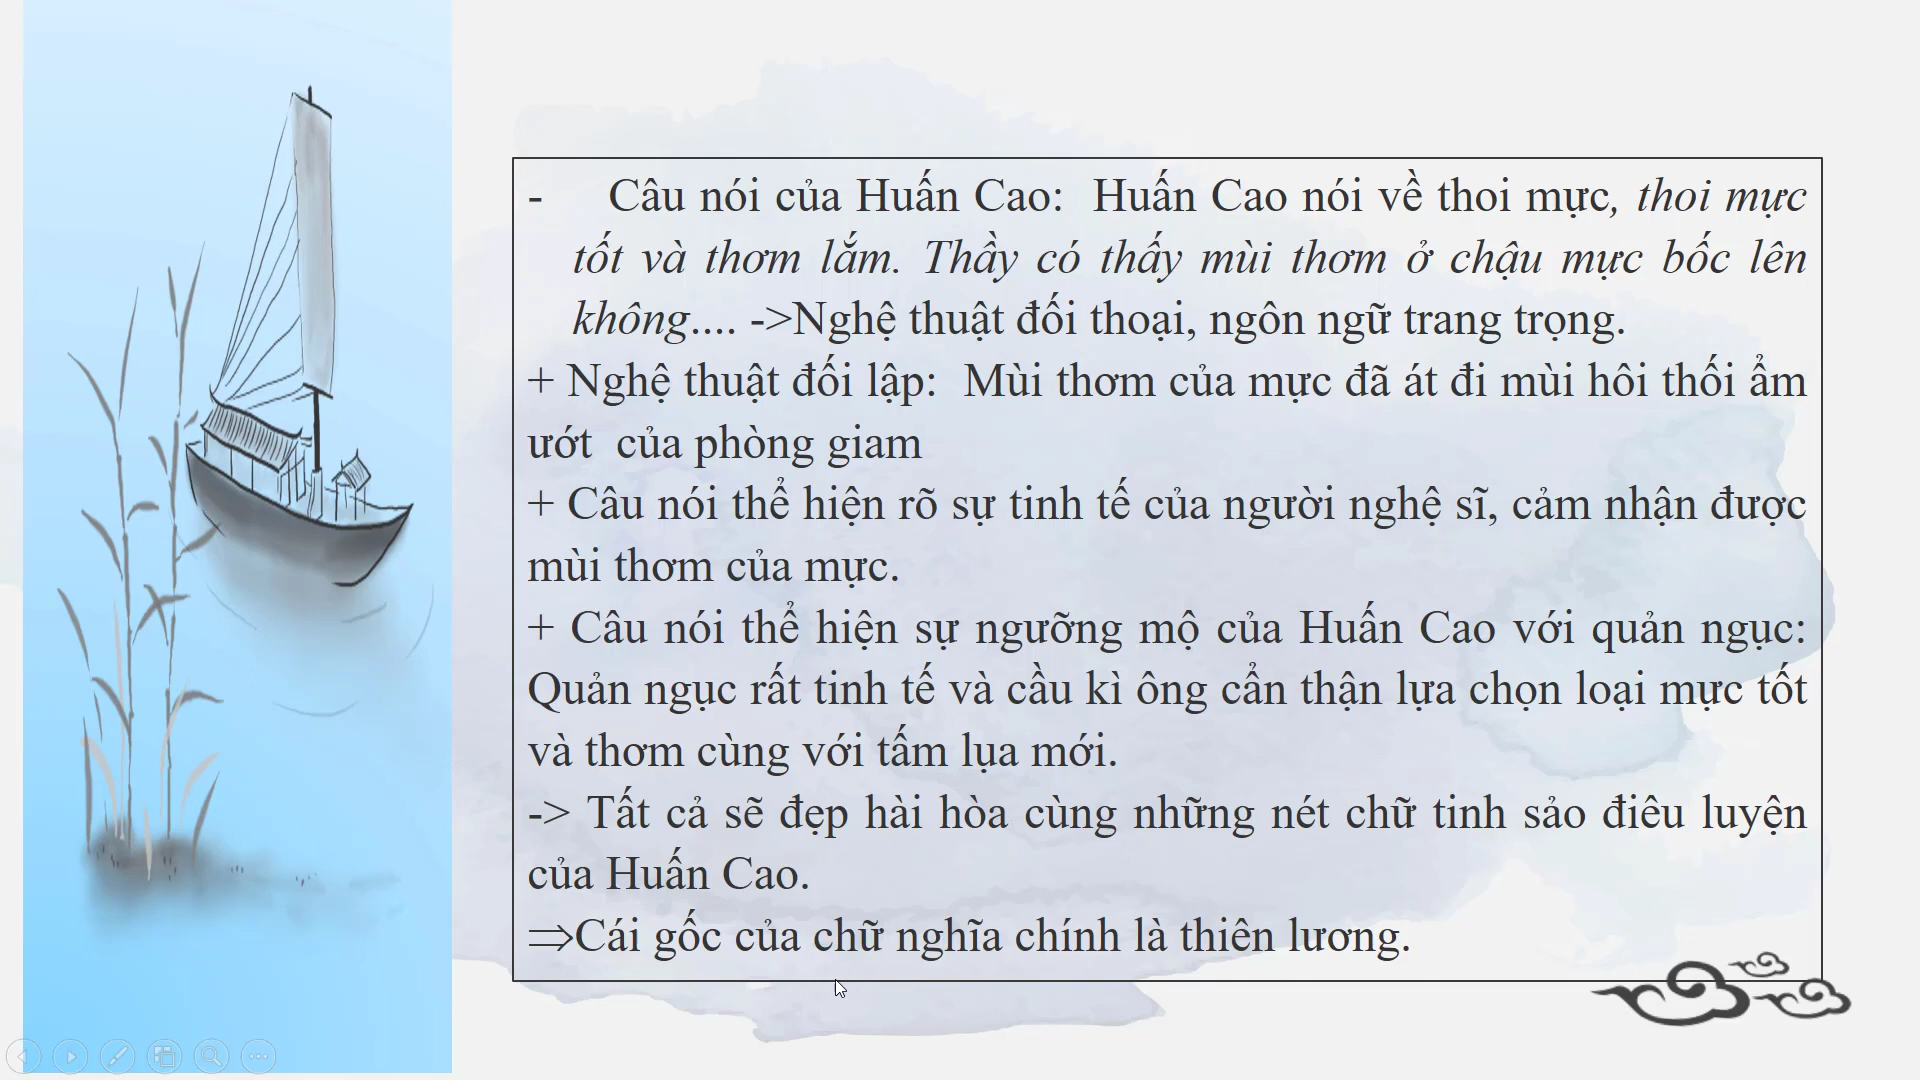 - Câu nói của Huấn Cao: Huấn Cao nói về thoi mực, thoi mực
tốt và thơm lắm. Thầy có thấy mùi thơm ở chậu mực bốc lên
không.... ->Nghệ thuật đối thoại, ngôn ngữ trang trọng.
+ Nghệ thuật đối lập: Mùi thơm của mực đã át đi mùi hôi thối ẩm
ướt của phòng giam
+ Câu nói thể hiện rõ sự tinh tế của người nghệ sĩ, cảm nhận được
mùi thơm của mực.
+ Câu nói thể hiện sự ngưỡng mộ của Huấn Cao với quản ngục:
Quản ngục rất tinh tế và cầu kì ông cẩn thận lựa chọn loại mực tốt
và thơm cùng với tấm lụa mới.
-> Tất cả sẽ đẹp hài hòa cùng những nét chữ tinh sảo điêu luyện
của Huấn Cao.
⇒Cái gốc của chữ nghĩa chính là thiên lương.